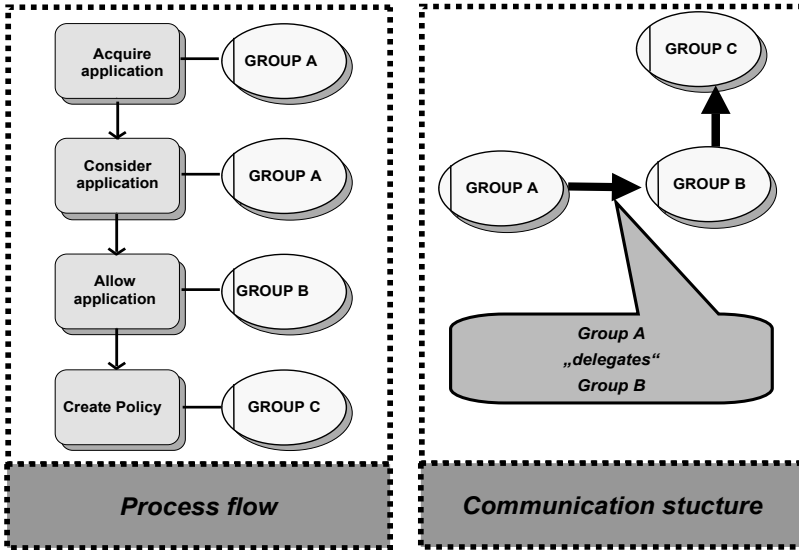 Acquire
application
GROUP A
Consider
application
GROUP A
Allow
application
GROUP B
Create Policy
GROUP C
Process flow
GROUP C
GROUP A
GROUP B
Group A
„delegates“
Group B
Communication stucture